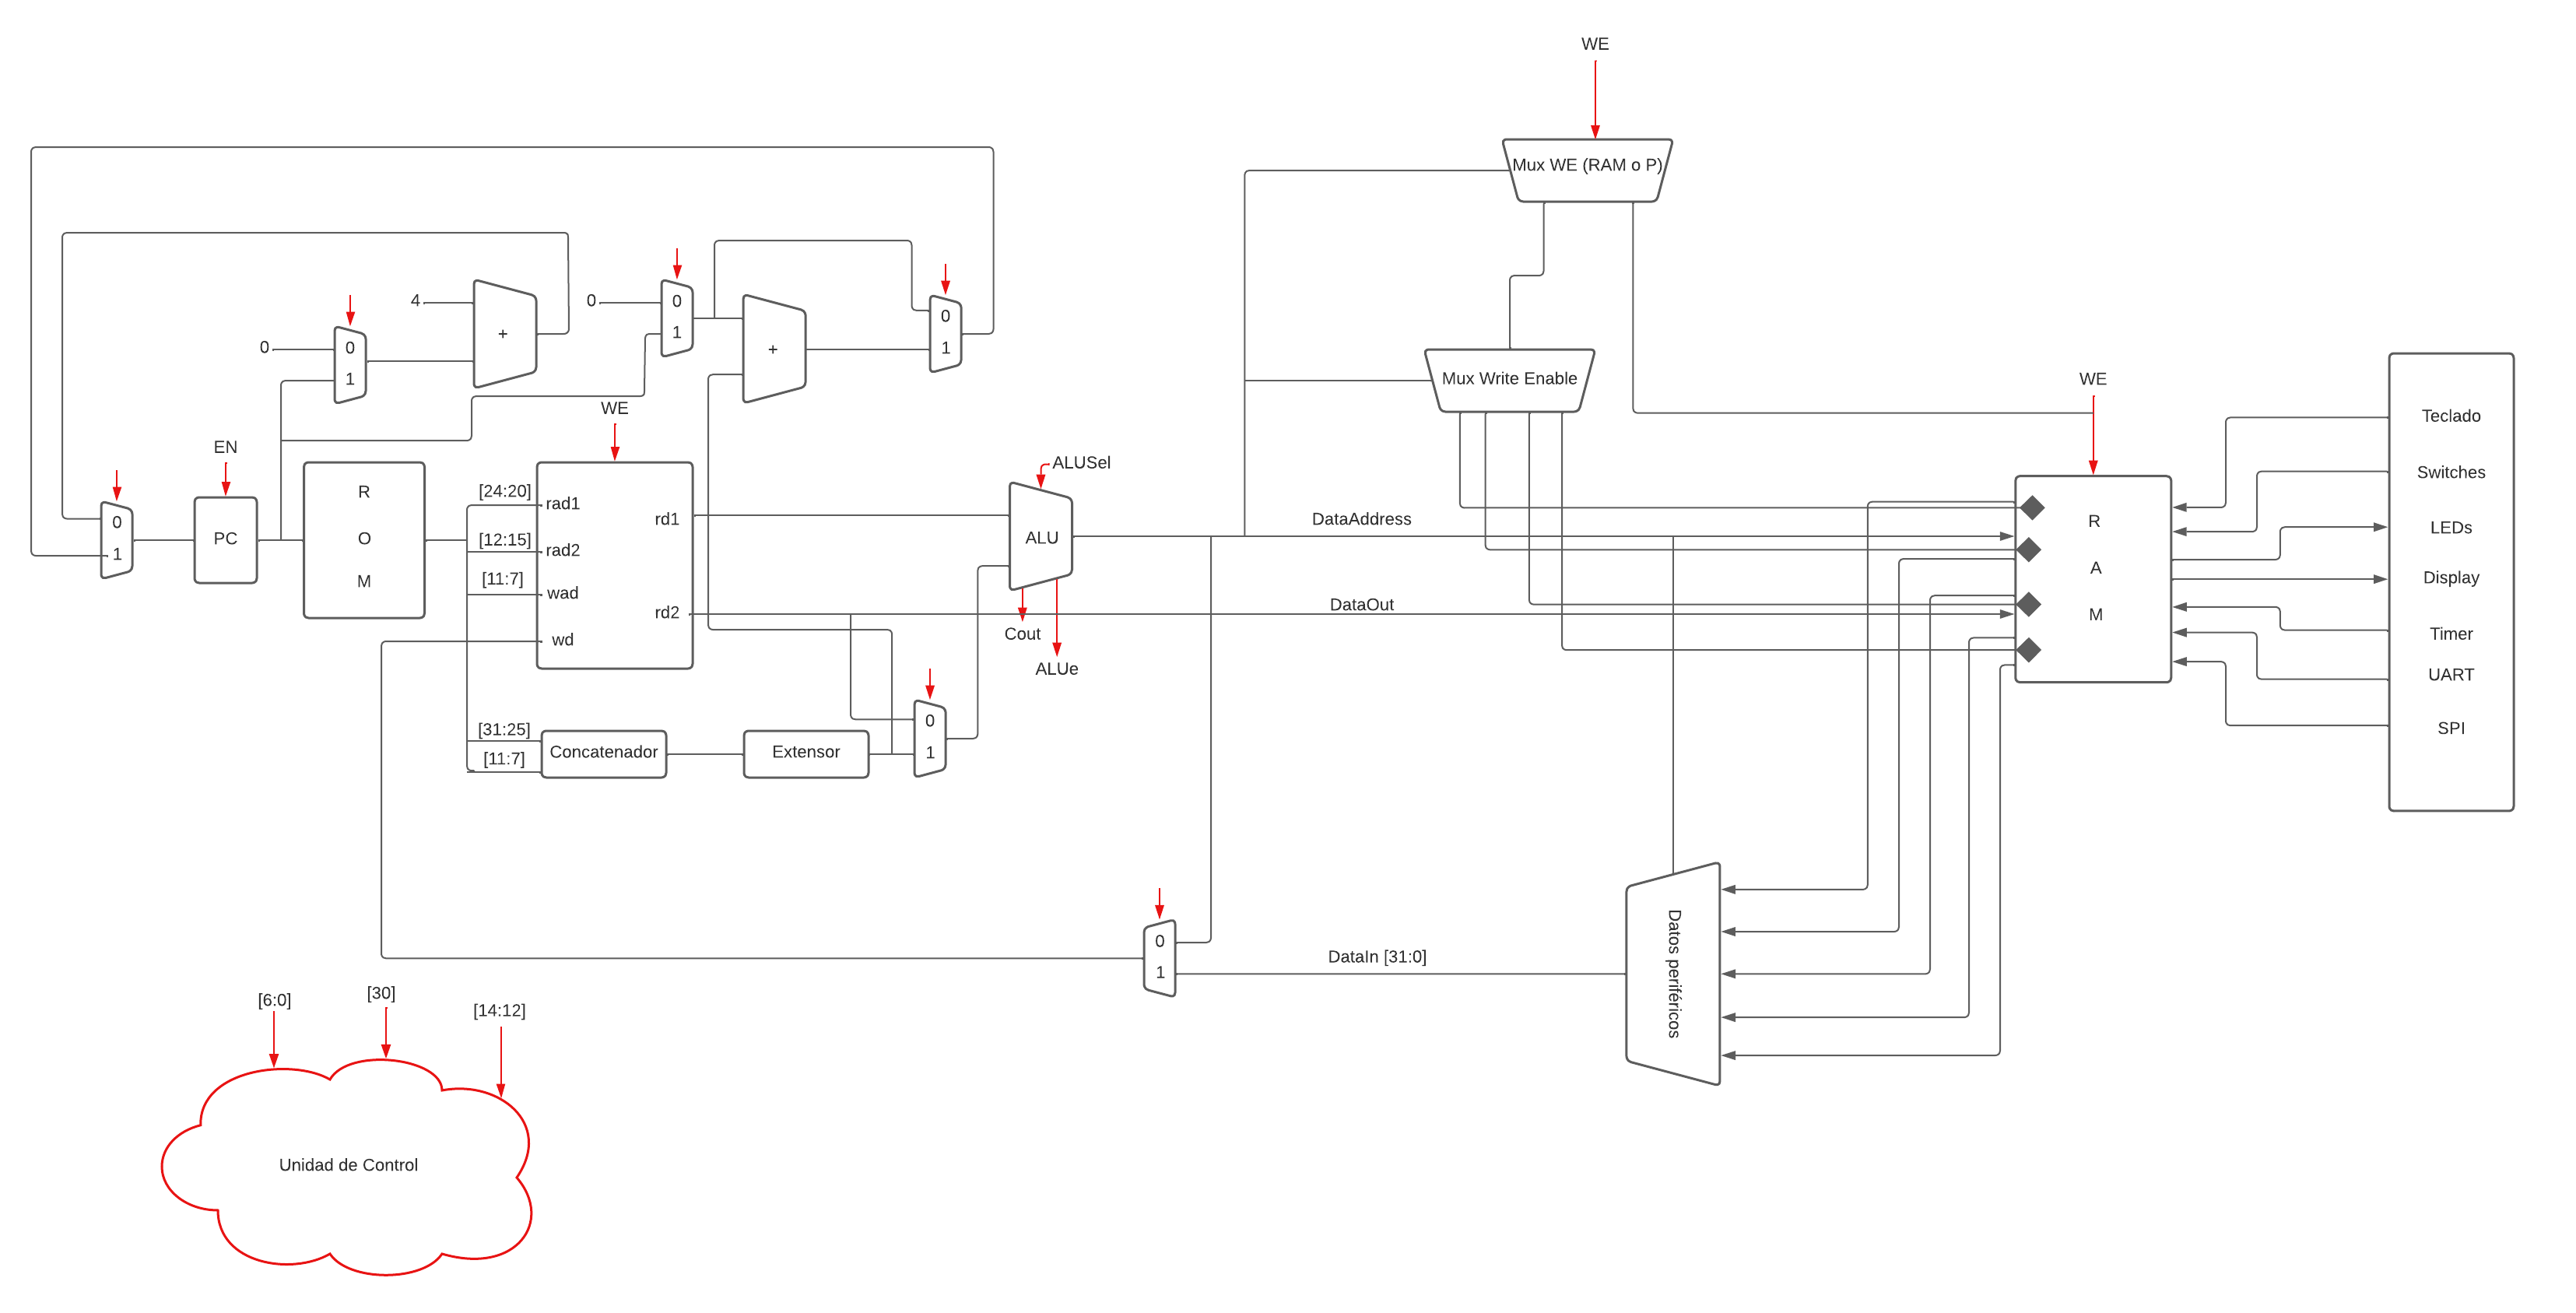 WE
Mux WE (RAM o P)
4
0
+
0
1
0
0
1
+
0
1
Mux Write Enable
WE
WE
EN
0
1
PC
R
O
M
[24:20]
[12:15]
[11:7]
rad1
rad2
wad
wd
rd1
rd2
ALUSel
ALU
Cout
ALUe
DataAddress
DataOut
R
A
M
Teclado
Switches
LEDs
Display
Timer
UART
SPI
[31:25]
[11:7]
Concatenador
Extensor
0
1
0
1
DataIn [31:0]
Datos periféricos
[6:0]
[30]
[14:12]
Unidad de Control